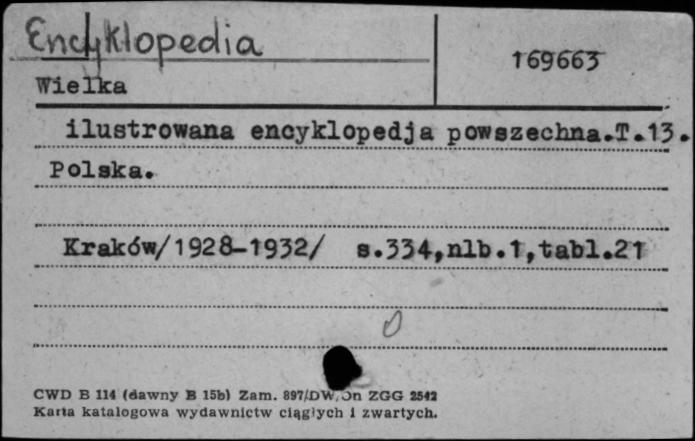 Encyklopedia
169663
Wielka
ilustrowana encyklopedja powszechna.T.13.
Polska.
Kraków/1928-1932/ s.334,nlb.1,tabl.21
CWD B 114 (dawny B 15b) Zam. 897/DW/On ZGG 2542
Karta katalogowa wydawnictw ciągłych i zwartych.